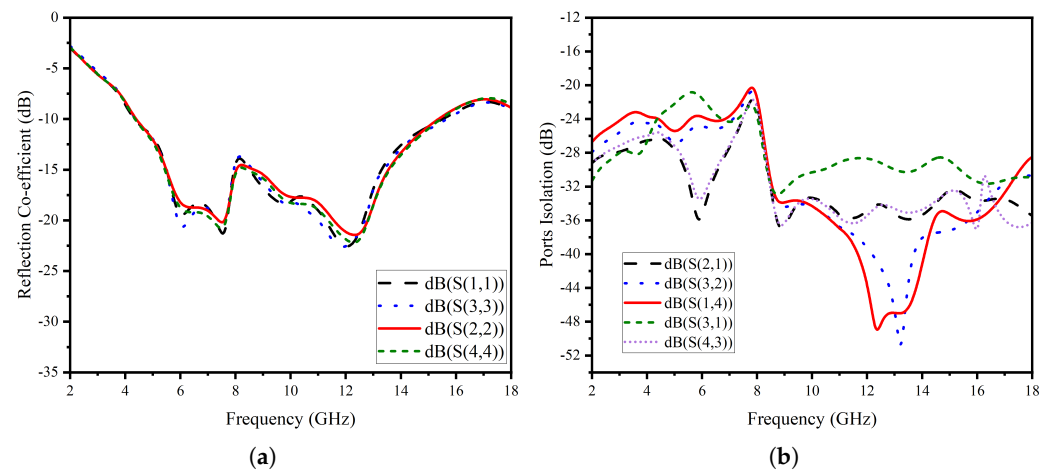 0
-5
-10
-15
-20
-25
-30
-35
Reflection Co-efficient (dB)
dB(S(1,1))
dB(S(3,3))
dB(S(2,2))
dB(S(4,4))
2 4 6 8 10 12 14 16 18
Frequency (GHz)
(a)
-12
-16
-20
-24
-28
-32
-36
-40
-44
-48
-52
Ports Isolation (dB)
dB(S(2,1))
dB(S(3,2))
dB(S(1,4))
dB(S(3,1))
dB(S(4,3))
2 4 6 8 10 12 14 16 18
Frequency (GHz)
(b)